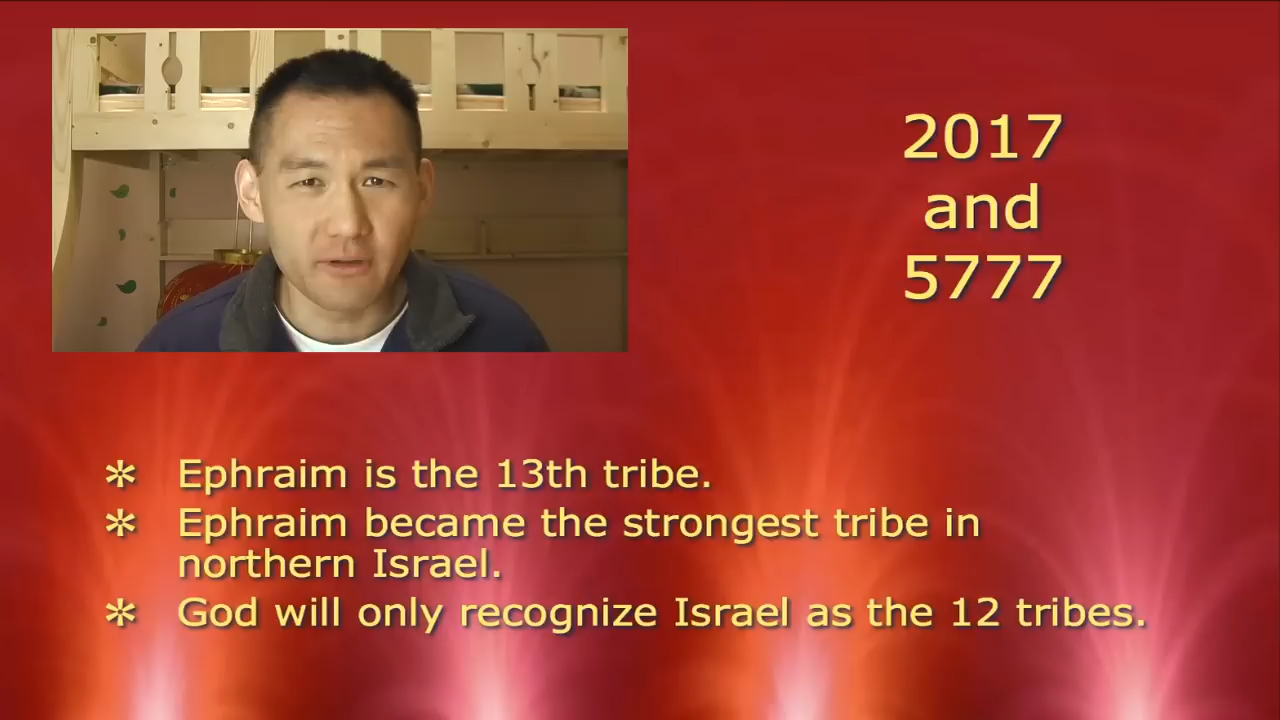 2017
and
5777
* Ephraim is the 13th tribe.
* Ephraim became the strongest tribe in
northern Israel.
* God will only recognize Israel as the 12 tribes.